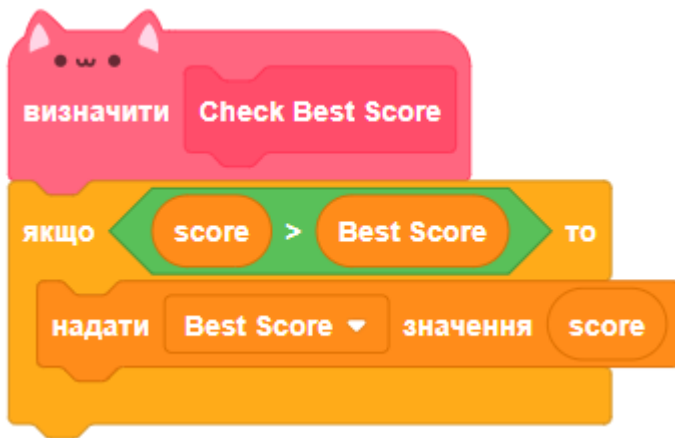 визначити Check Best Score
якщо score > Best Score то
надати Best Score значення score